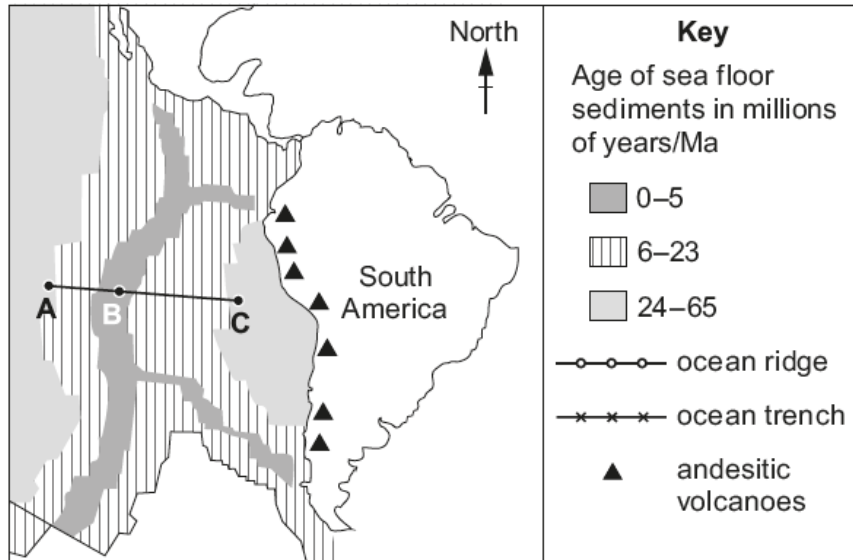 North
A
B
C
South
America
Key
Age of sea floor
sediments in millions
of years/Ma
0–5
6–23
24–65
ocean ridge
ocean trench
andesitic
volcanoes